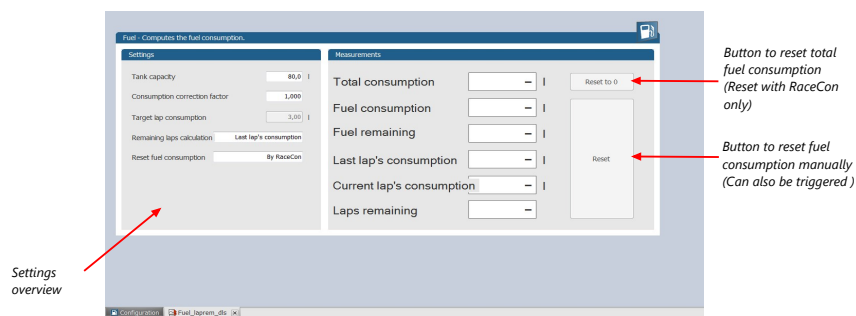 Fuel - Computes the fuel consumption.
Settings
Measurements
Tank capacity 80,0 l
Consumption correction factor 1,000
Target lap consumption 3,00 l
Remaining laps calculation Last lap's consumption
Reset fuel consumption By RaceCon
Total consumption – l Reset to 0
Fuel consumption – l
Fuel remaining – l
Last lap's consumption – l Reset
Current lap's consumption – l
Laps remaining –
Button to reset total
fuel consumption
(Reset with RaceCon
only)
Button to reset fuel
consumption manually
(Can also be triggered )
Settings
overview
Configuration Fuel_laprem_dls